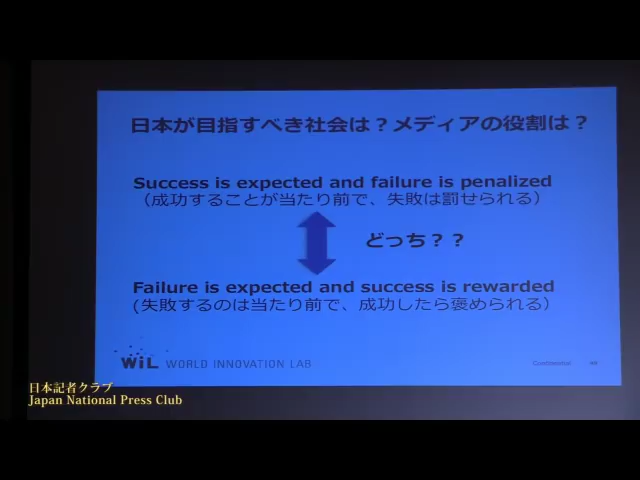 日本が目指すべき社会は？メディアの役割は？
Success is expected and failure is penalized
（成功することが当たり前で、失敗は罰せられる）
どっち？？
Failure is expected and success is rewarded
(失敗するのは当たり前で、成功したら褒められる）
WiL WORLD INNOVATION LAB
Confidential
日本記者クラブ
Japan National Press Club